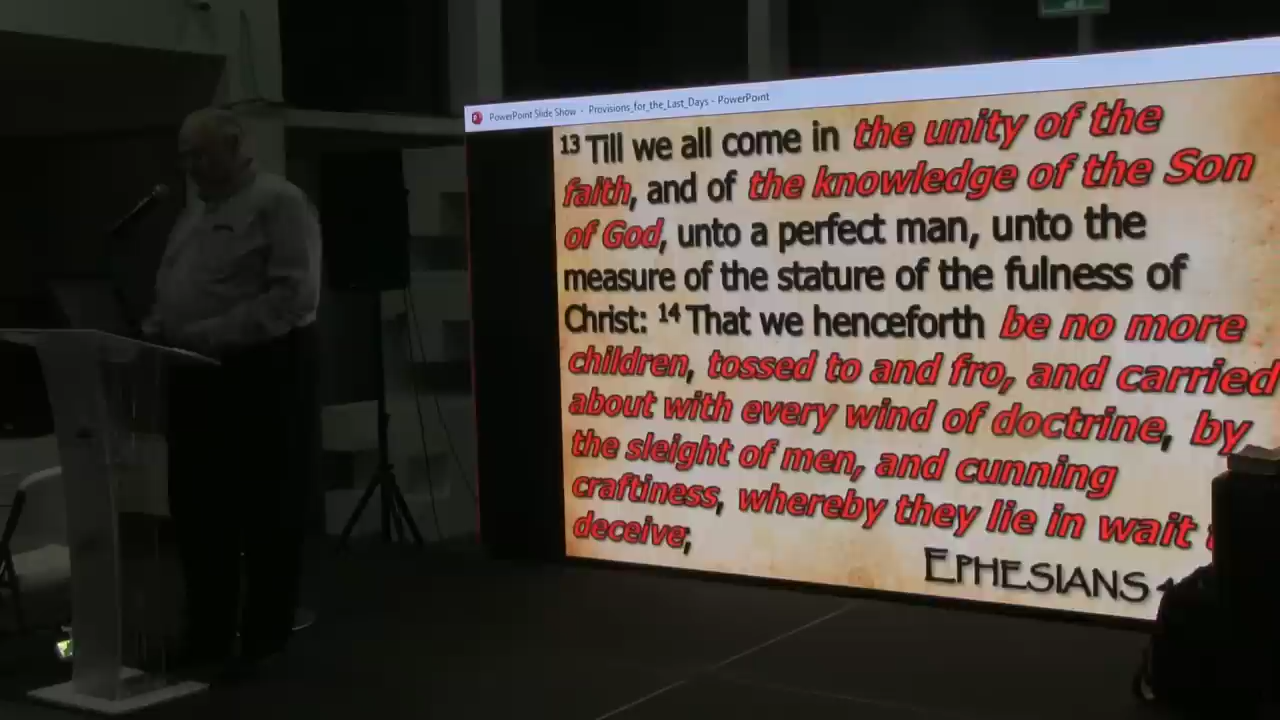 PowerPoint Slide Show - Provisions_for_the_Last_Days - PowerPoint
13 Till we all come in the unity of the
faith, and of the knowledge of the Son
of God, unto a perfect man, unto the
measure of the stature of the fulness of
Christ: 14 That we henceforth be no more
children, tossed to and fro, and carried
about with every wind of doctrine, by
the sleight of men, and cunning
craftiness, whereby they lie in wait
deceive;
EPHESIANS